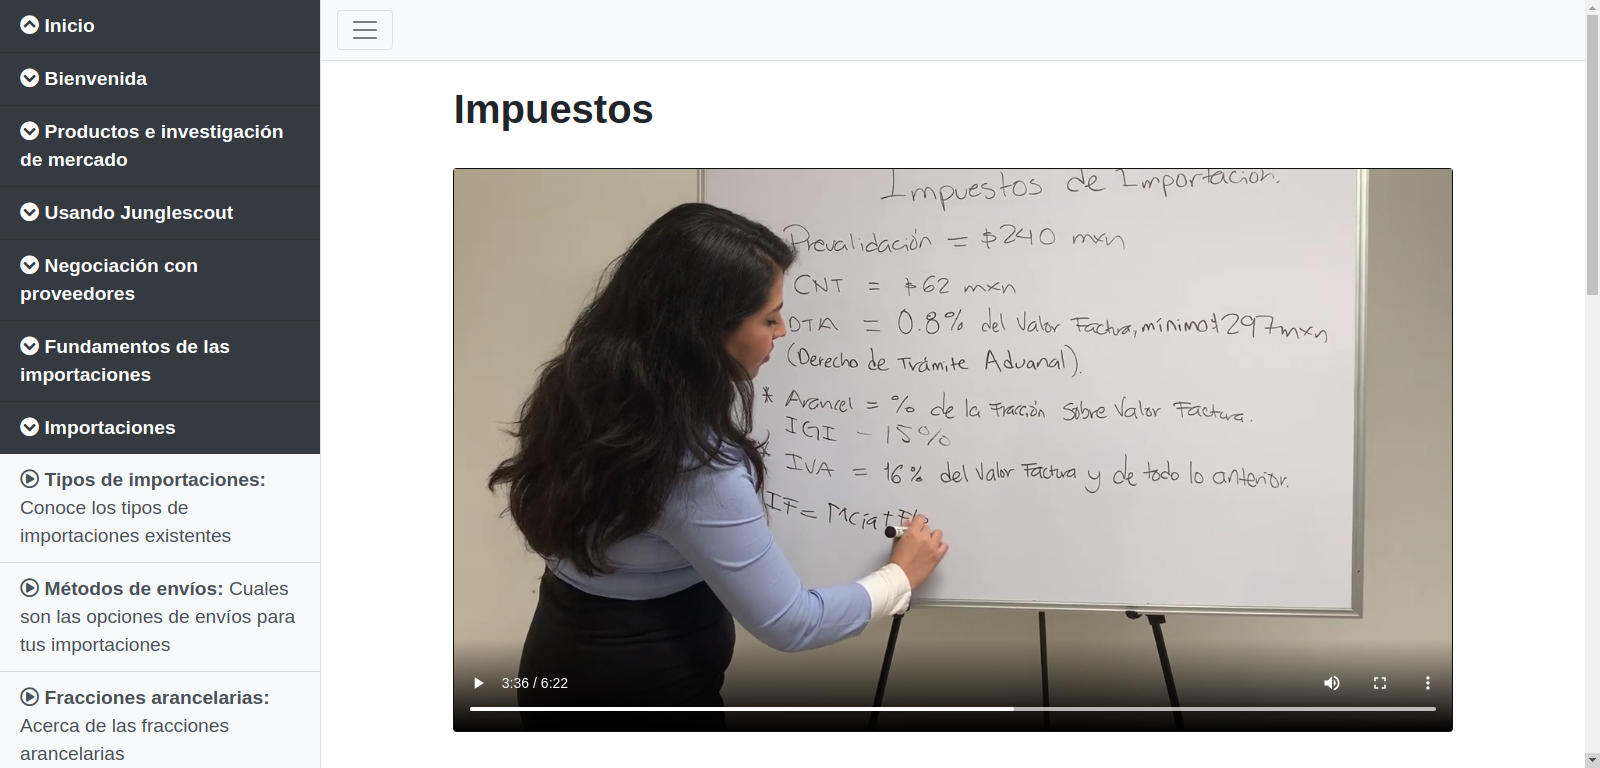 Inicio
Bienvenida
Productos e investigación
de mercado
Usando Junglescout
Negociación con
proveedores
Fundamentos de las
importaciones
Importaciones
Tipos de importaciones:
Conoce los tipos de
importaciones existentes
Métodos de envíos: Cuales
son las opciones de envíos para
tus importaciones
Fracciones arancelarias:
Acerca de las fracciones
arancelarias
Impuestos
Impuestos de Importación.
Prevalidación = $240 mxn
CNT = $62 mxn
DTA = 0.8% del Valor Factura, mínimo $297 mxn
(Derecho de Trámite Aduanal).
* Arancel = % de la Fracción Sobre Valor Factura.
IGI - 15%
* IVA = 16% del Valor Factura y de todo lo anterior.
IF = Mcía +
3:36 / 6:22